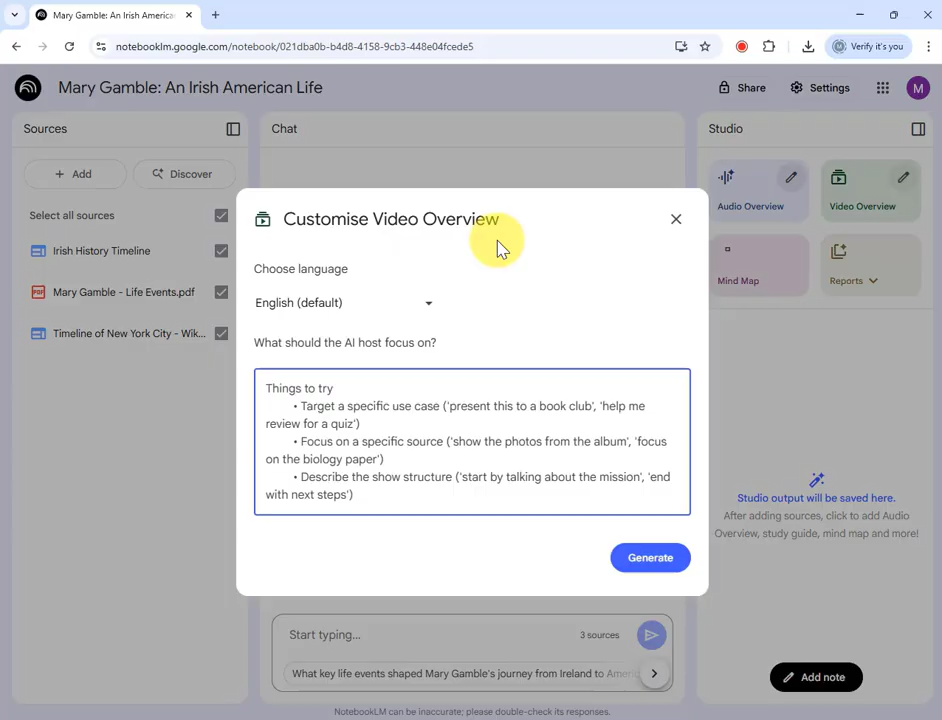 Mary Gamble: An Irish America
notebooklm.google.com/notebook/021dba0b-b4d8-4158-9cb3-448e04fcede5
Verify it's you
Mary Gamble: An Irish American Life
Share
Settings
M
Sources
Chat
Studio
Add
Discover
Select all sources
Irish History Timeline
Mary Gamble - Life Events.pdf
Timeline of New York City - Wik...
PDF
Customise Video Overview
Choose language
English (default)
What should the AI host focus on?
Things to try
• Target a specific use case ('present this to a book club', 'help me
review for a quiz')
• Focus on a specific source ('show the photos from the album', 'focus
on the biology paper')
• Describe the show structure ('start by talking about the mission', 'end
with next steps')
Generate
Start typing...
3 sources
What key life events shaped Mary Gamble's journey from Ireland to Ameri
NotebookLM can be inaccurate; please double-check its responses.
Audio Overview
Video Overview
Mind Map
Reports
Studio output will be saved here.
After adding sources, click to add Audio
Overview, study guide, mind map and more!
Add note